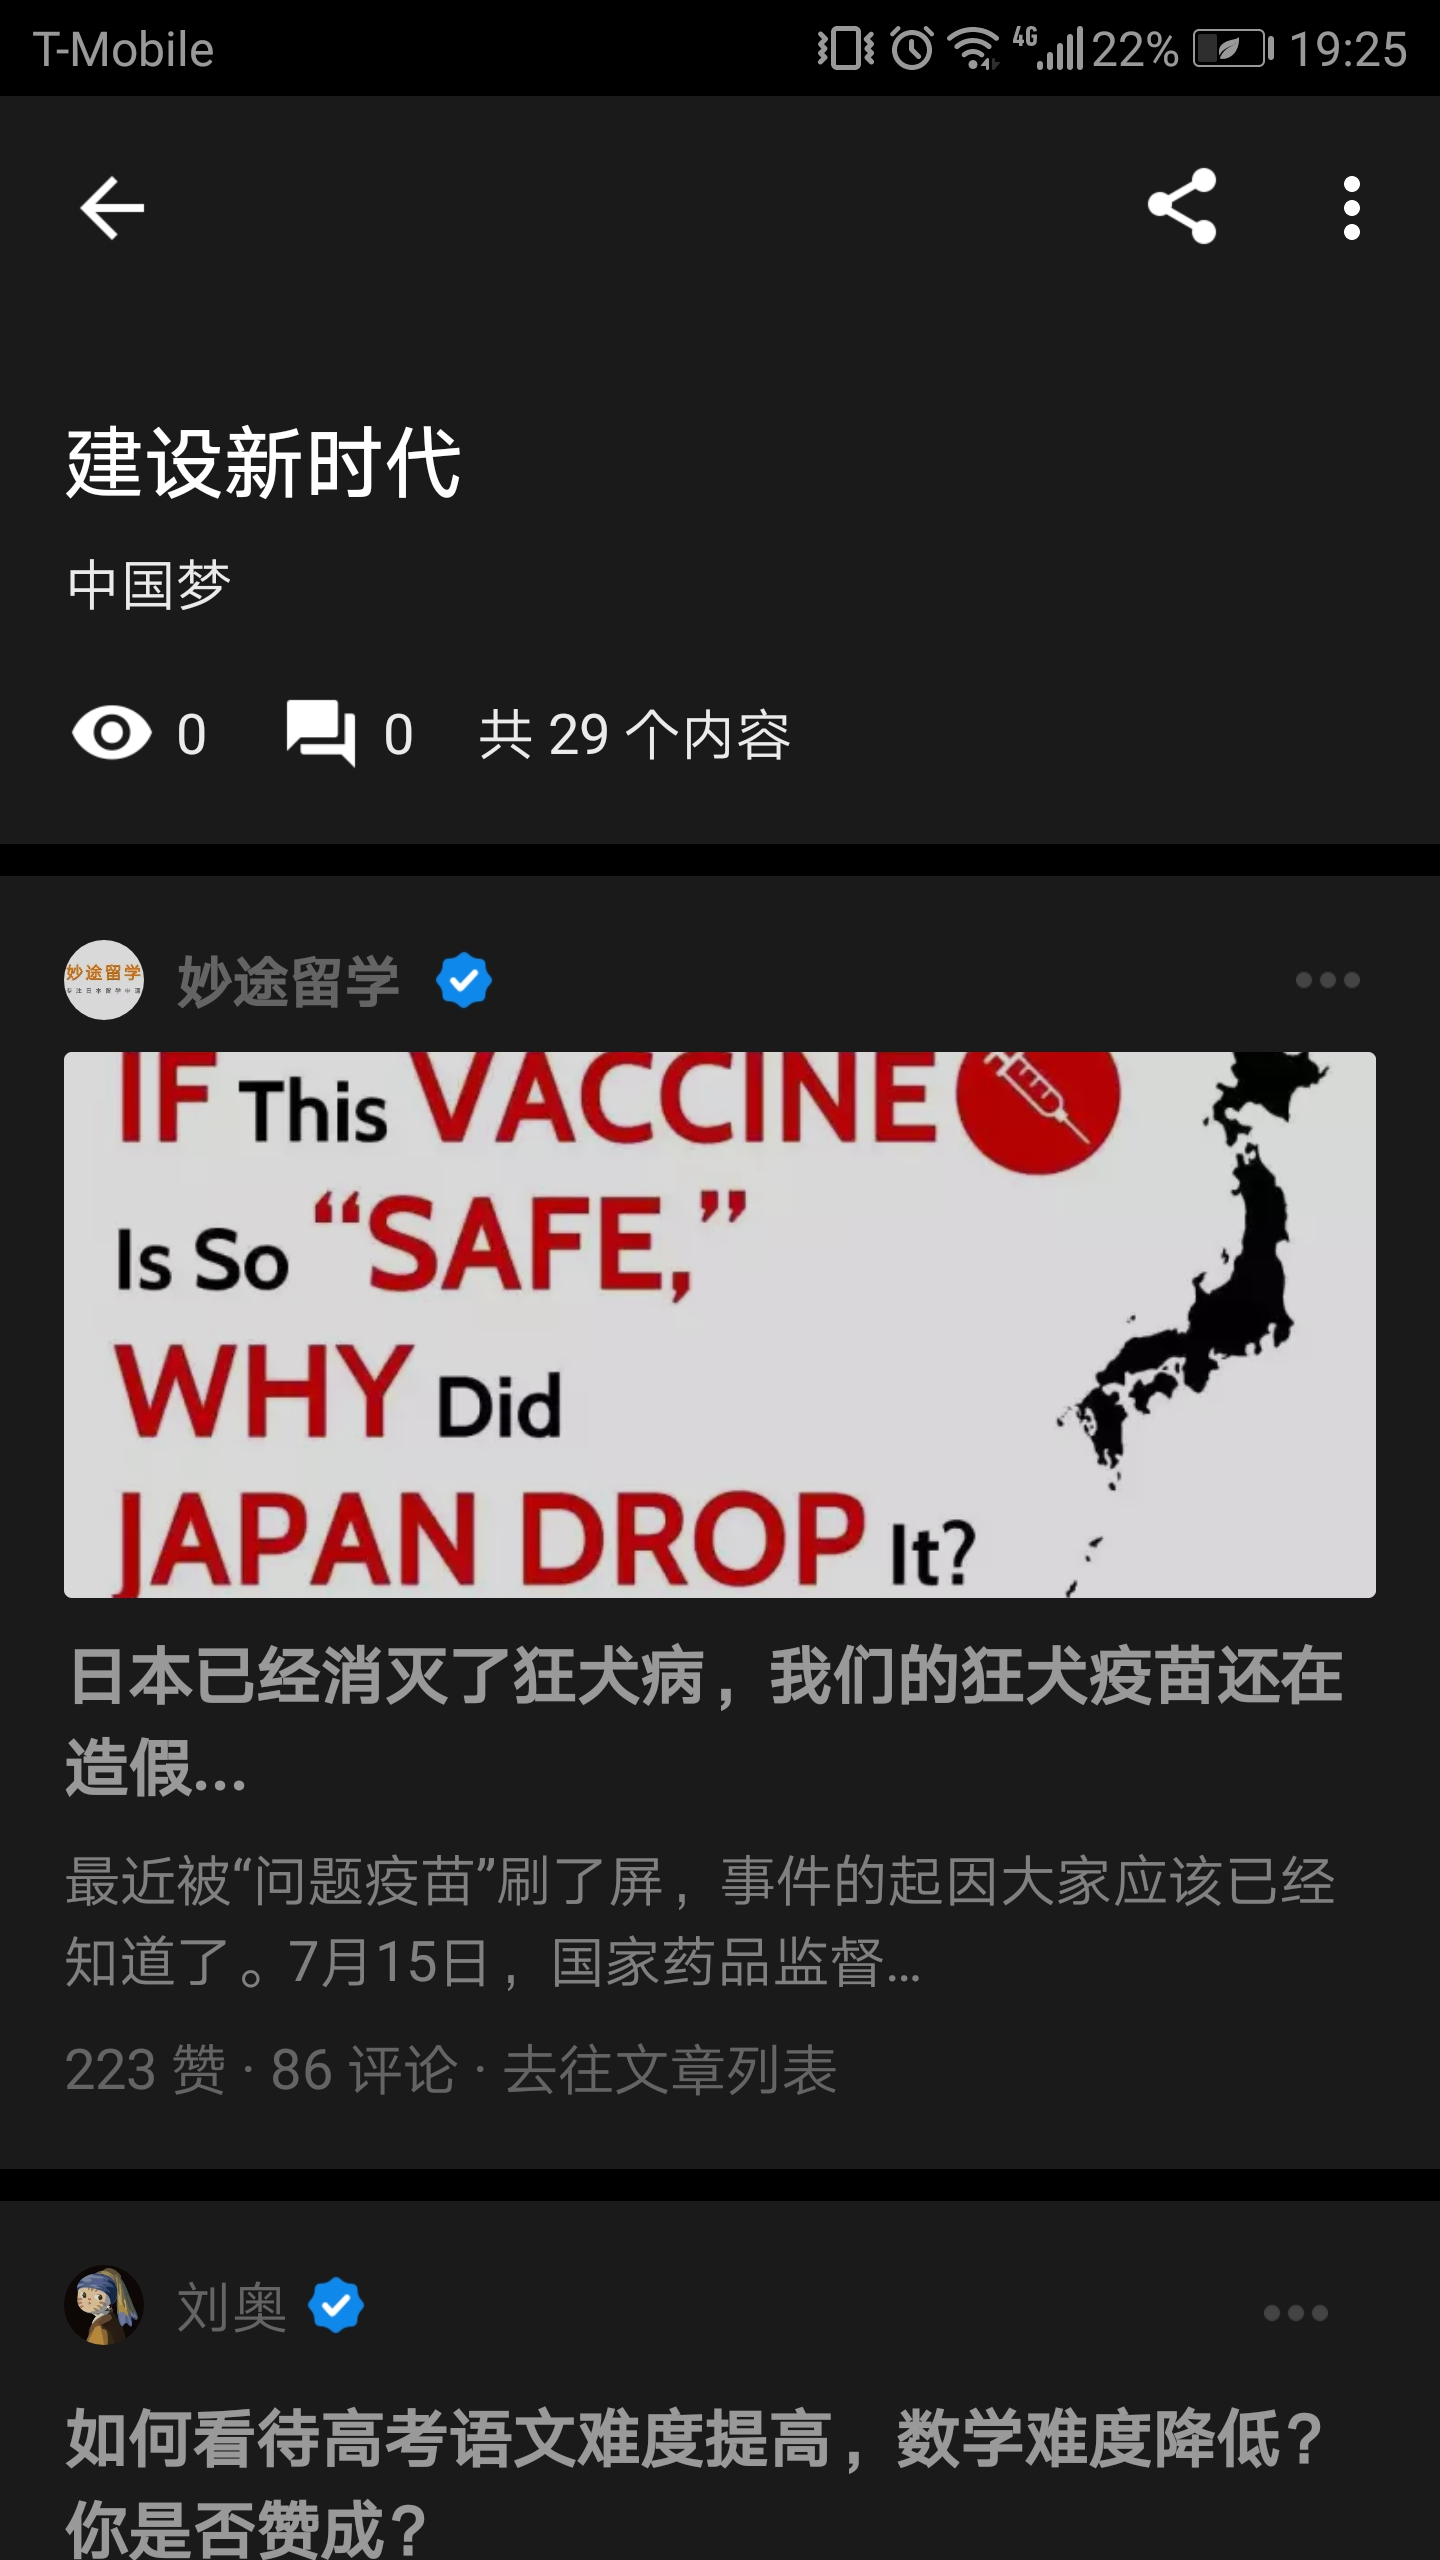 T-Mobile 4G 22% 19:25
建设新时代
中国梦
0 0 共 29 个内容
妙途留学
妙途留学
IF This VACCINE
Is So “SAFE,”
WHY Did
JAPAN DROP It?
日本已经消灭了狂犬病，我们的狂犬疫苗还在
造假...
最近被“问题疫苗”刷了屏，事件的起因大家应该已经
知道了。7月15日，国家药品监督...
223 赞 · 86 评论 · 去往文章列表
刘奥
如何看待高考语文难度提高，数学难度降低？
你是否赞成？